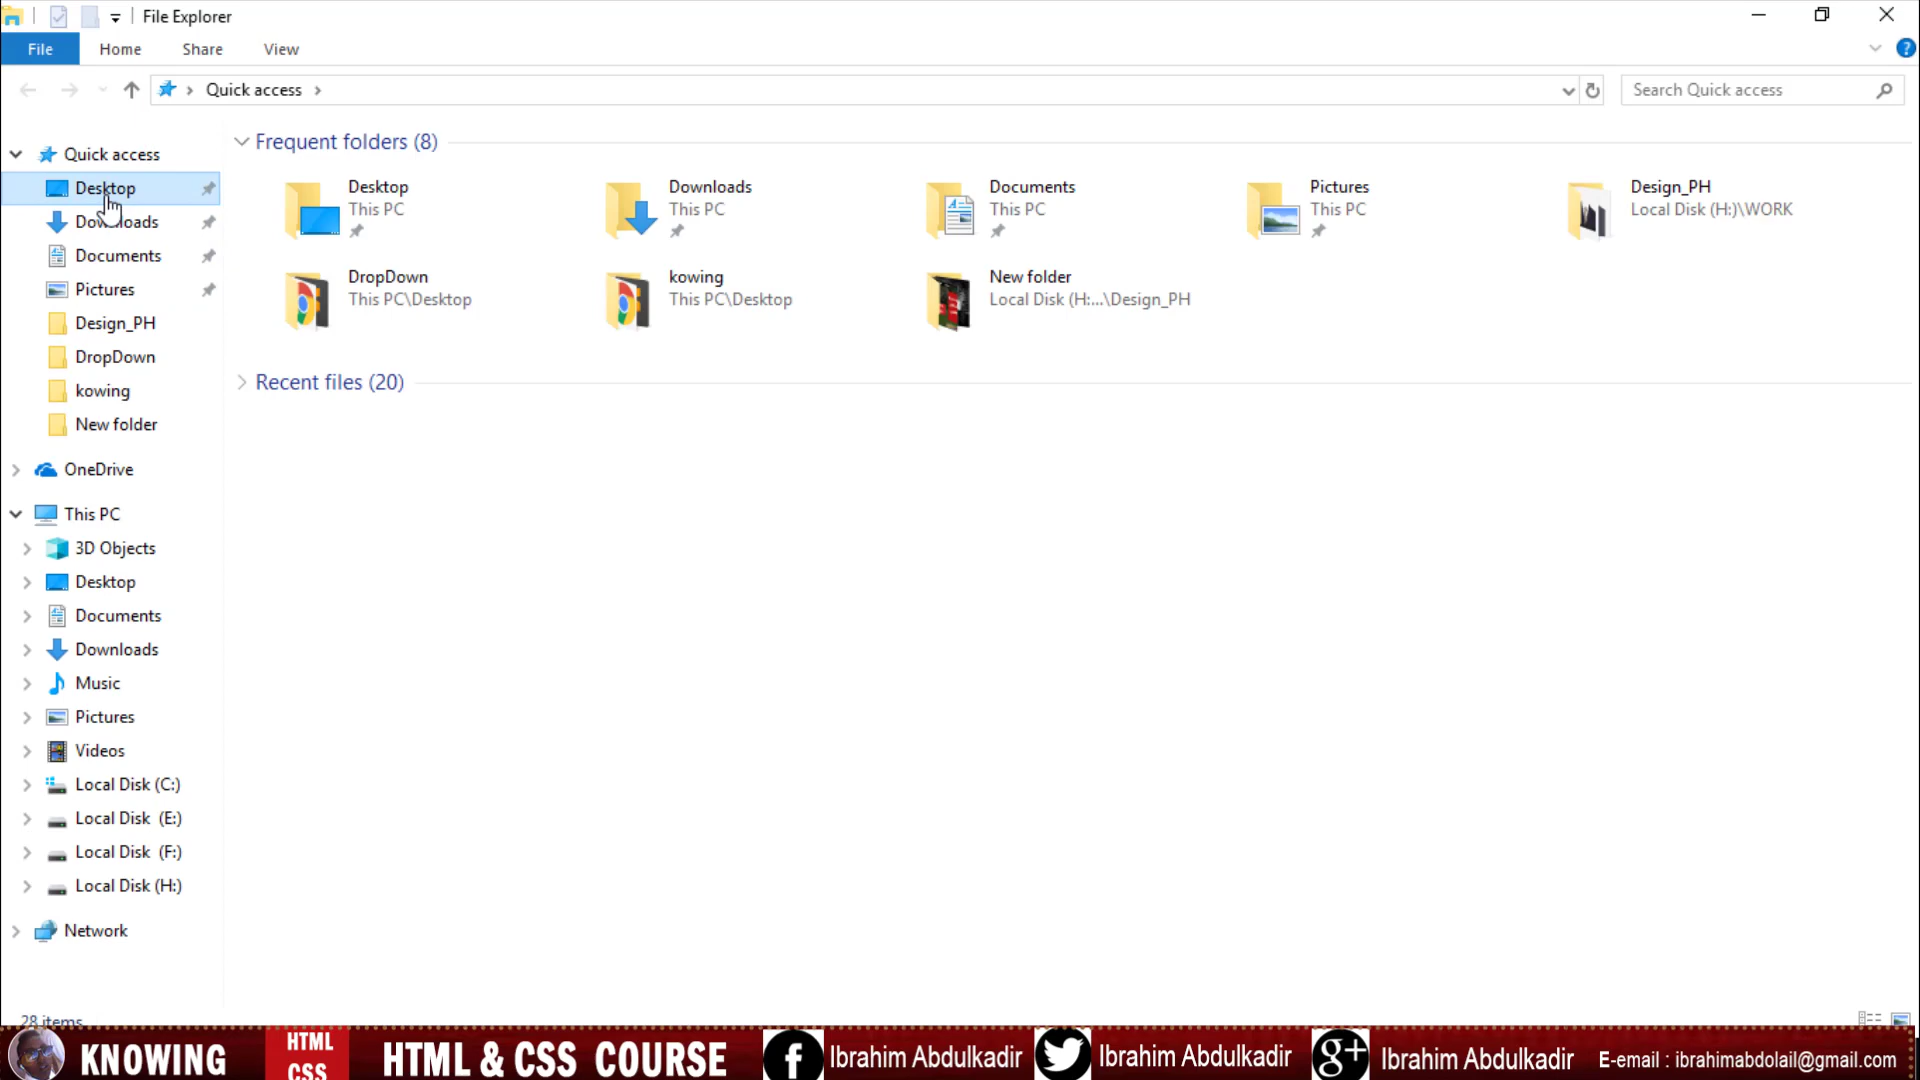 File Explorer
File Home Share View
?
Quick access
Search Quick access
Quick access
Desktop
Downloads
Documents
Pictures
Design_PH
DropDown
kowing
New folder
OneDrive
This PC
3D Objects
Desktop
Documents
Downloads
Music
Pictures
Videos
Local Disk (C:)
Local Disk (E:)
Local Disk (F:)
Local Disk (H:)
Network
28 items
Frequent folders (8)
Desktop
This PC
Downloads
This PC
Documents
This PC
Pictures
This PC
Design_PH
Local Disk (H:)\WORK
DropDown
This PC\Desktop
kowing
This PC\Desktop
New folder
Local Disk (H:...\Design_PH
Recent files (20)
KNOWING
HTML
CSS
HTML & CSS COURSE
f
Ibrahim Abdulkadir
Ibrahim Abdulkadir
g+
Ibrahim Abdulkadir
E-email : ibrahimabdolail@gmail.com